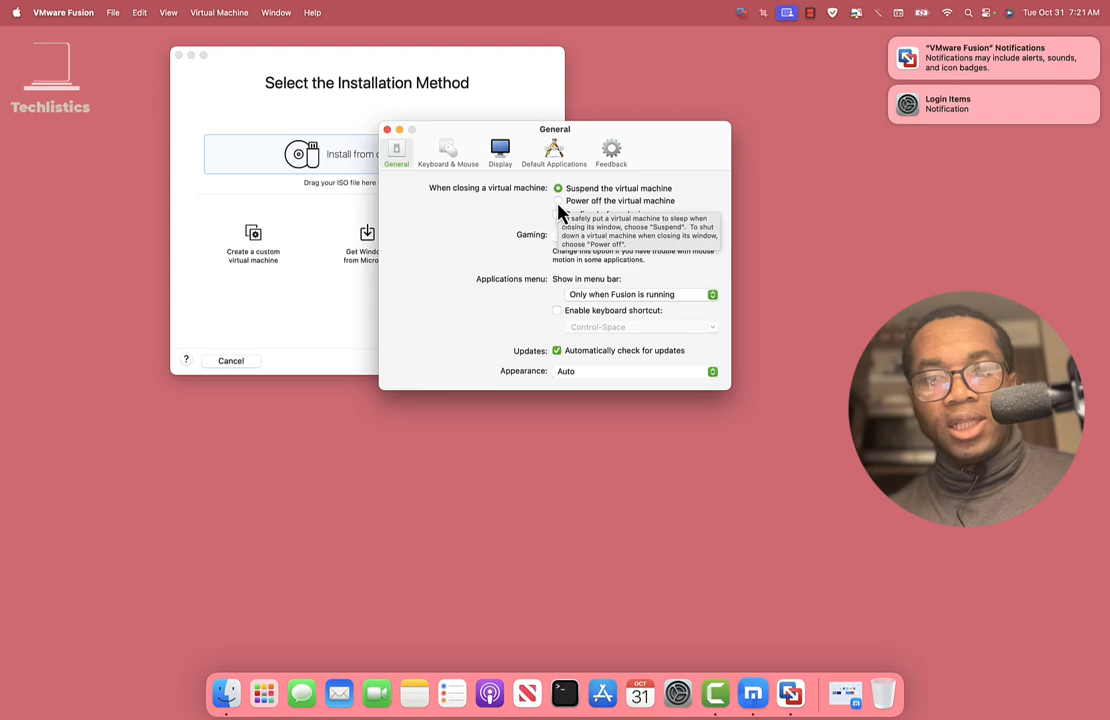 VMware Fusion File Edit View Virtual Machine Window Help Tue Oct 31 7:21 AM
Techlistics
Select the Installation Method
Install from
Drag your ISO file here
Create a custom
virtual machine
Get Wind
from Micro
Cancel
General
General Keyboard & Mouse Display Default Applications Feedback
When closing a virtual machine: Suspend the virtual machine
Power off the virtual machine
safely put a virtual machine to sleep when
closing its window, choose "Suspend". To shut
down a virtual machine when closing its window,
choose "Power off".
Gaming:
Change this option if you have trouble with mouse
motion in some applications.
Applications menu: Show in menu bar:
Only when Fusion is running
Enable keyboard shortcut:
Control-Space
Updates: Automatically check for updates
Appearance: Auto
"VMware Fusion" Notifications
Notifications may include alerts, sounds,
and icon badges.
Login Items
Notification
OCT
31